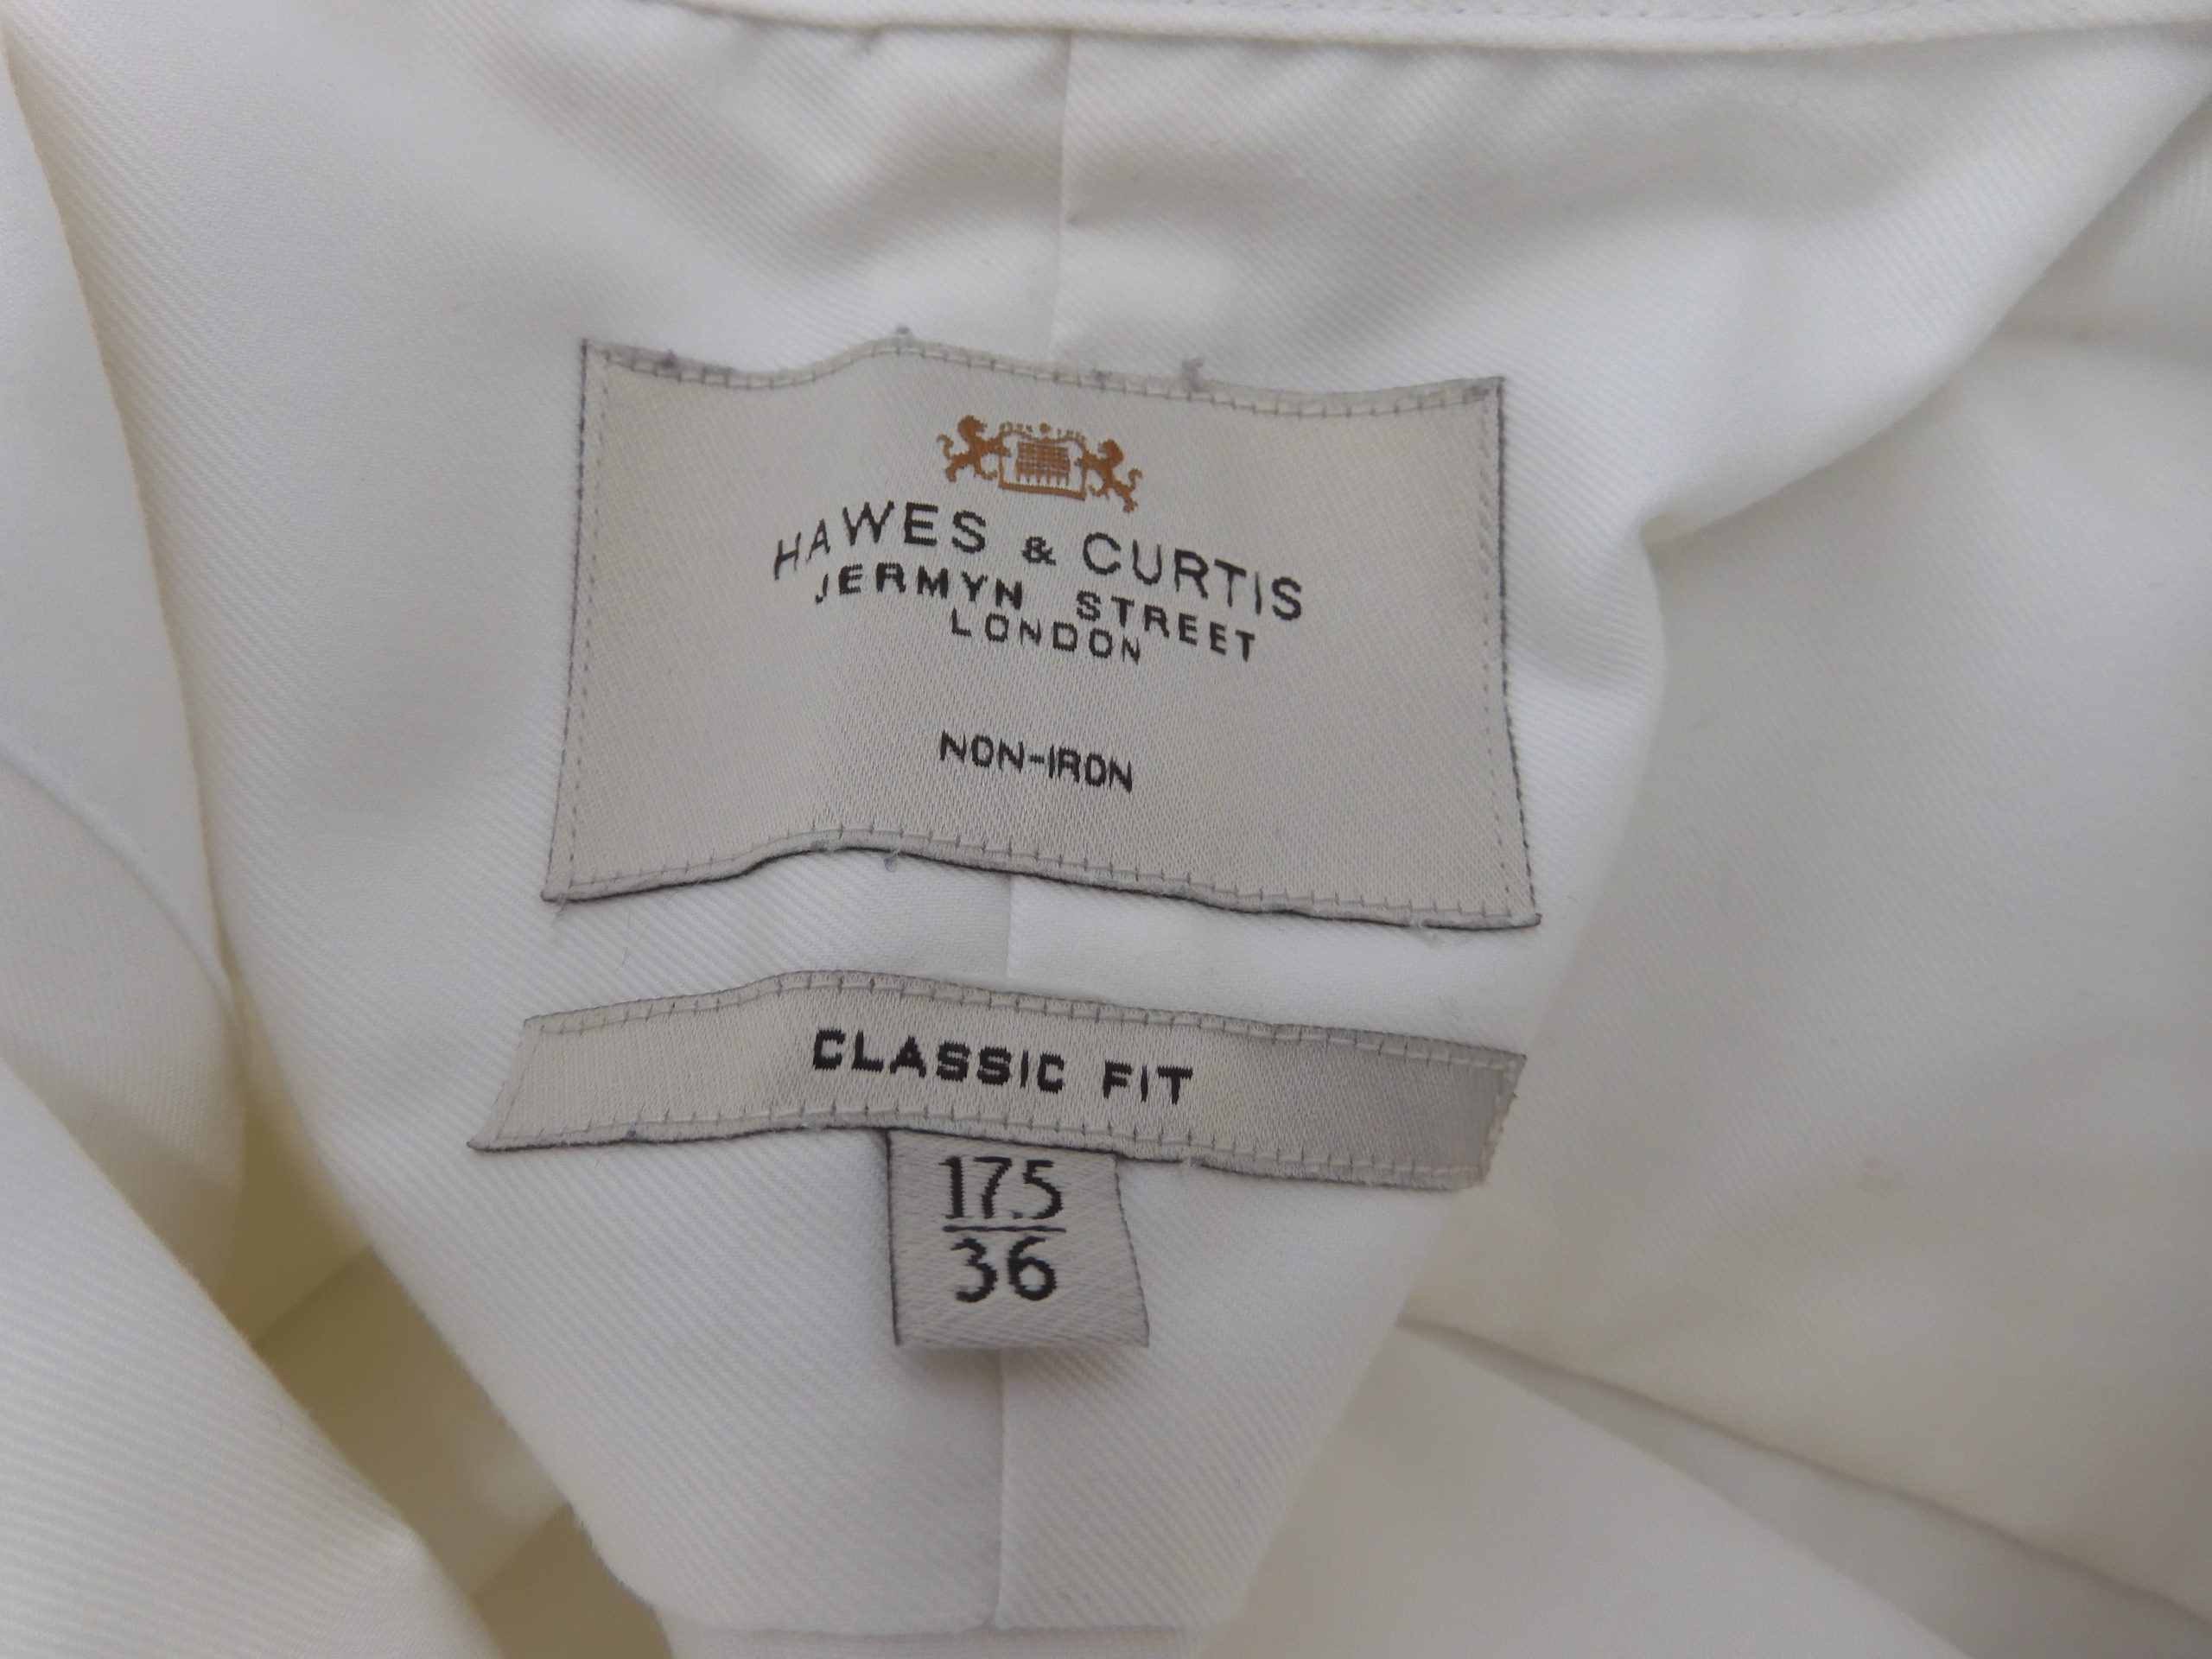 HAWES & CURTIS
JERMYN STREET
LONDON
NON-IRON
CLASSIC FIT
17.5
36